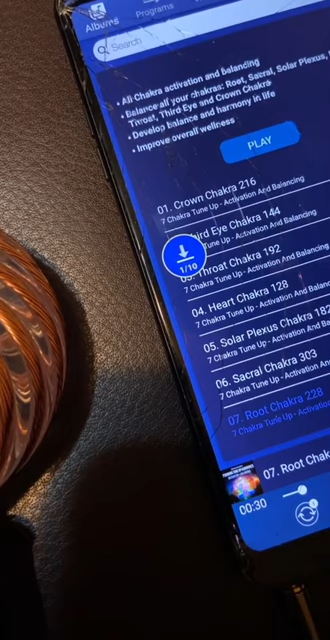 Albums
Programs
Search
• All Chakra activation and balancing
• Balance all your chakras: Root, Sacral, Solar Plexus,
Throat, Third Eye and Crown Chakra
• Develop balance and harmony in life
• Improve overall wellness
PLAY
01. Crown Chakra 216
7 Chakra Tune Up - Activation And Balancing
Third Eye Chakra 144
Tune Up - Activation And Balancing
1/10
Throat Chakra 192
7 Chakra Tune Up - Activation And Balancing
04. Heart Chakra 128
7 Chakra Tune Up - Activation And Balancing
05. Solar Plexus Chakra 182
7 Chakra Tune Up - Activation And
06. Sacral Chakra 303
7 Chakra Tune Up - Activation And
07. Root Chakra 228
7 Chakra Tune Up - Activation
07. Root
00:30